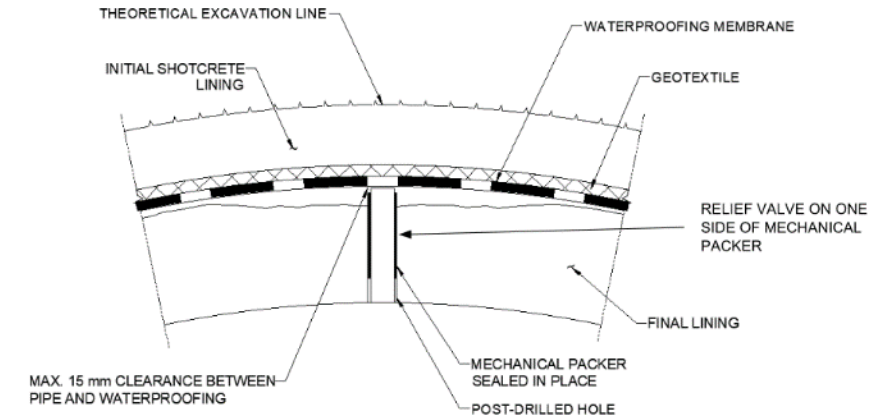 THEORETICAL EXCAVATION LINE
WATERPROOFING MEMBRANE
INITIAL SHOTCRETE
LINING
GEOTEXTILE
RELIEF VALVE ON ONE
SIDE OF MECHANICAL
PACKER
FINAL LINING
MAX. 15 mm CLEARANCE BETWEEN
PIPE AND WATERPROOFING
MECHANICAL PACKER
SEALED IN PLACE
POST-DRILLED HOLE